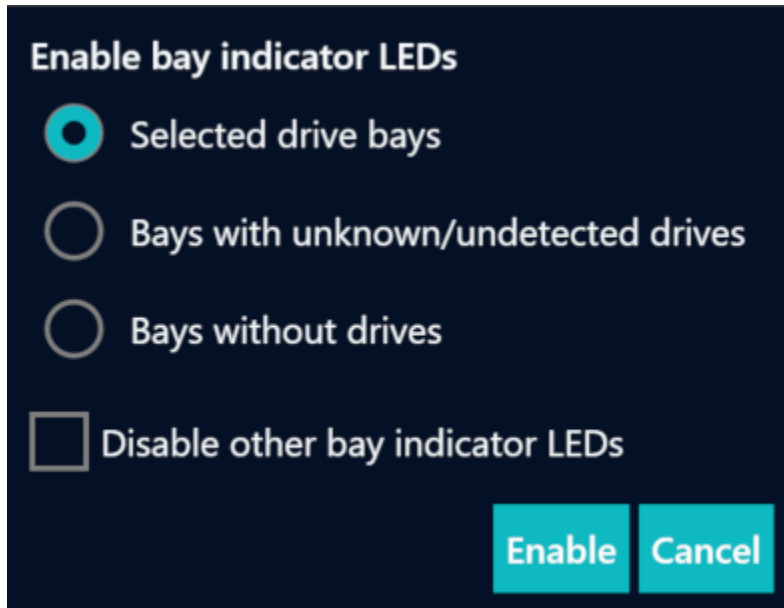 Enable bay indicator LEDs
Selected drive bays
Bays with unknown/undetected drives
Bays without drives
Disable other bay indicator LEDs
Enable Cancel